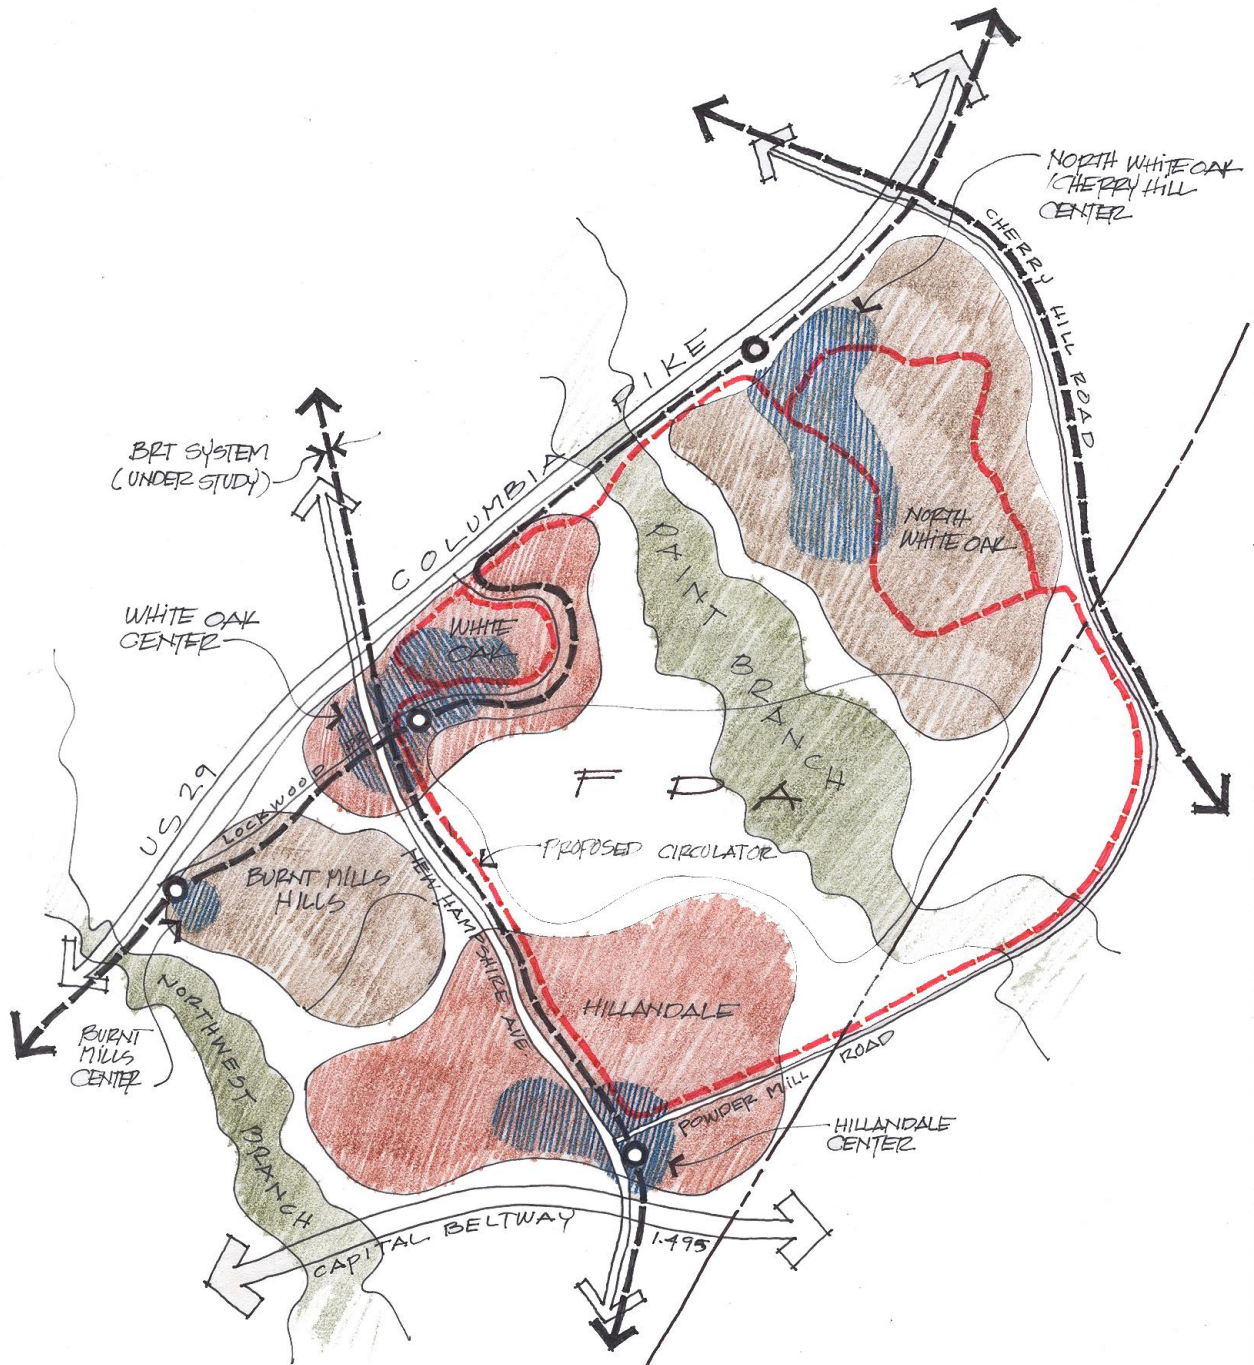 NORTH WHITE OAK
/CHERRY HILL
CENTER
CHERRY HILL ROAD
COLUMBIA PIKE
BRT SYSTEM
(UNDER STUDY)
NORTH
WHITE OAK
PAINT BRANCH
WHITE OAK
CENTER
WHITE
OAK
US 29
LOCKWOOD DR
FDA
PROPOSED CIRCULATOR
BURNT MILLS
HILLS
NEW HAMPSHIRE AVE.
HILLANDALE
NORTHWEST BRANCH
BURNT
MILLS
CENTER
POWDER MILL ROAD
HILLANDALE
CENTER
CAPITAL BELTWAY
I-495